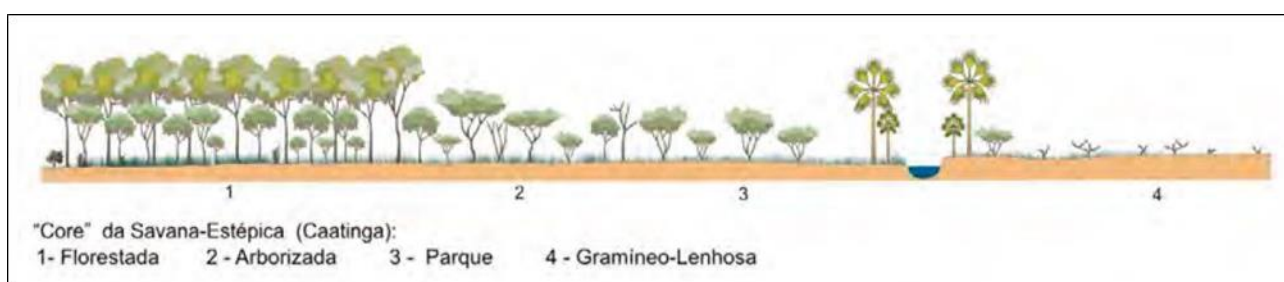 1 2 3 4
"Core" da Savana-Estépica (Caatinga):
1- Florestada 2 - Arborizada 3 - Parque 4 - Gramíneo-Lenhosa